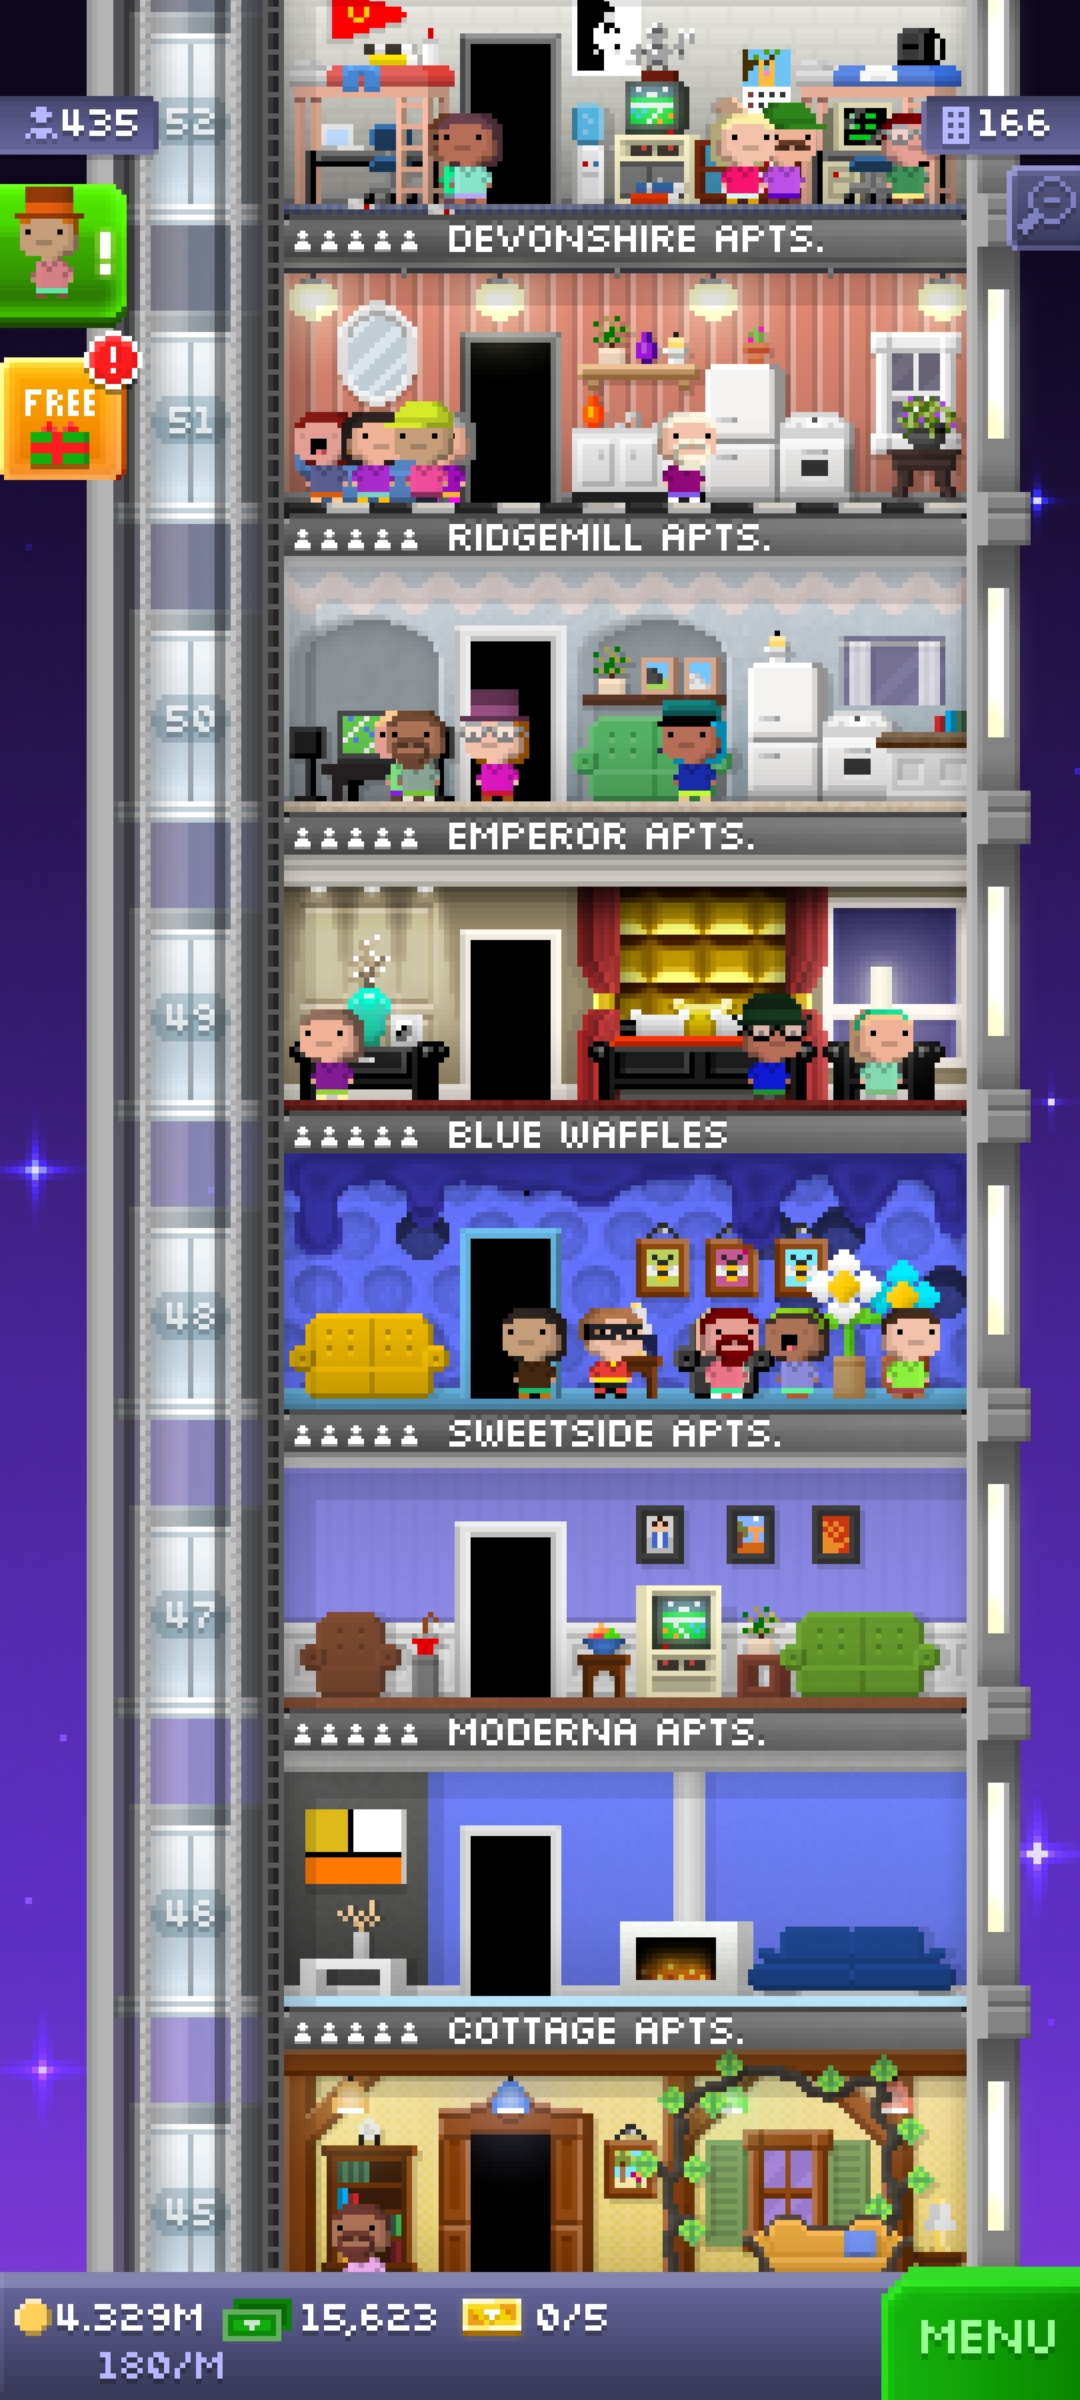 435
52
166
!
DEVONSHIRE APTS.
!
FREE
51
RIDGEMILL APTS.
50
EMPEROR APTS.
49
BLUE WAFFLES
48
SWEETSIDE APTS.
47
MODERNA APTS.
46
COTTAGE APTS.
45
4.329M 15,623 0/5
180/M
MENU